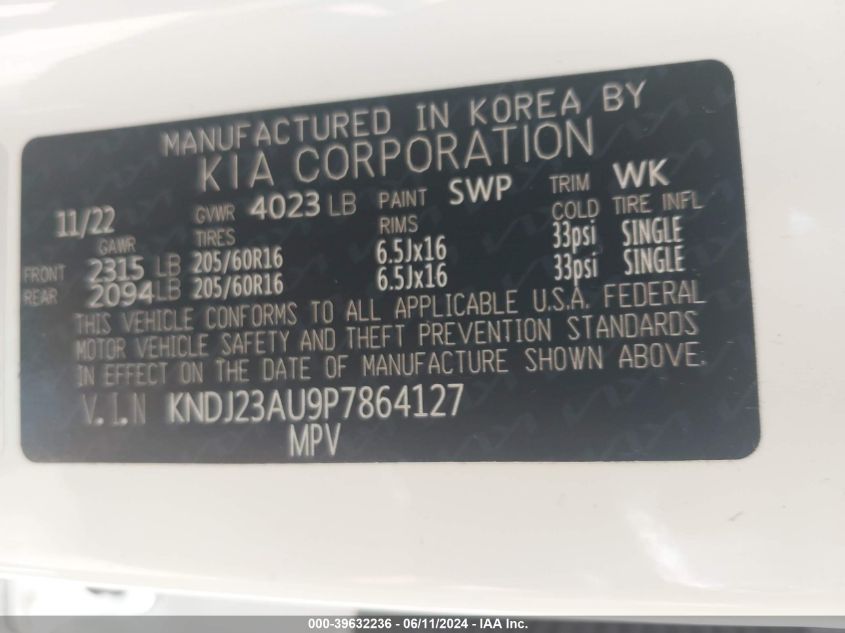 MANUFACTURED IN KOREA BY
KIA CORPORATION
11/22 GVWR 4023 LB PAINT SWP TRIM WK
GAWR TIRES RIMS COLD TIRE INFL
FRONT 2315 LB 205/60R16 6.5Jx16 33psi SINGLE
REAR 2094 LB 205/60R16 6.5Jx16 33psi SINGLE
THIS VEHICLE CONFORMS TO ALL APPLICABLE U.S.A. FEDERAL
MOTOR VEHICLE SAFETY AND THEFT PREVENTION STANDARDS
IN EFFECT ON THE DATE OF MANUFACTURE SHOWN ABOVE.
V.I.N KNDJ23AU9P7864127
MPV
000-39632236 - 06/11/2024 - IAA Inc.